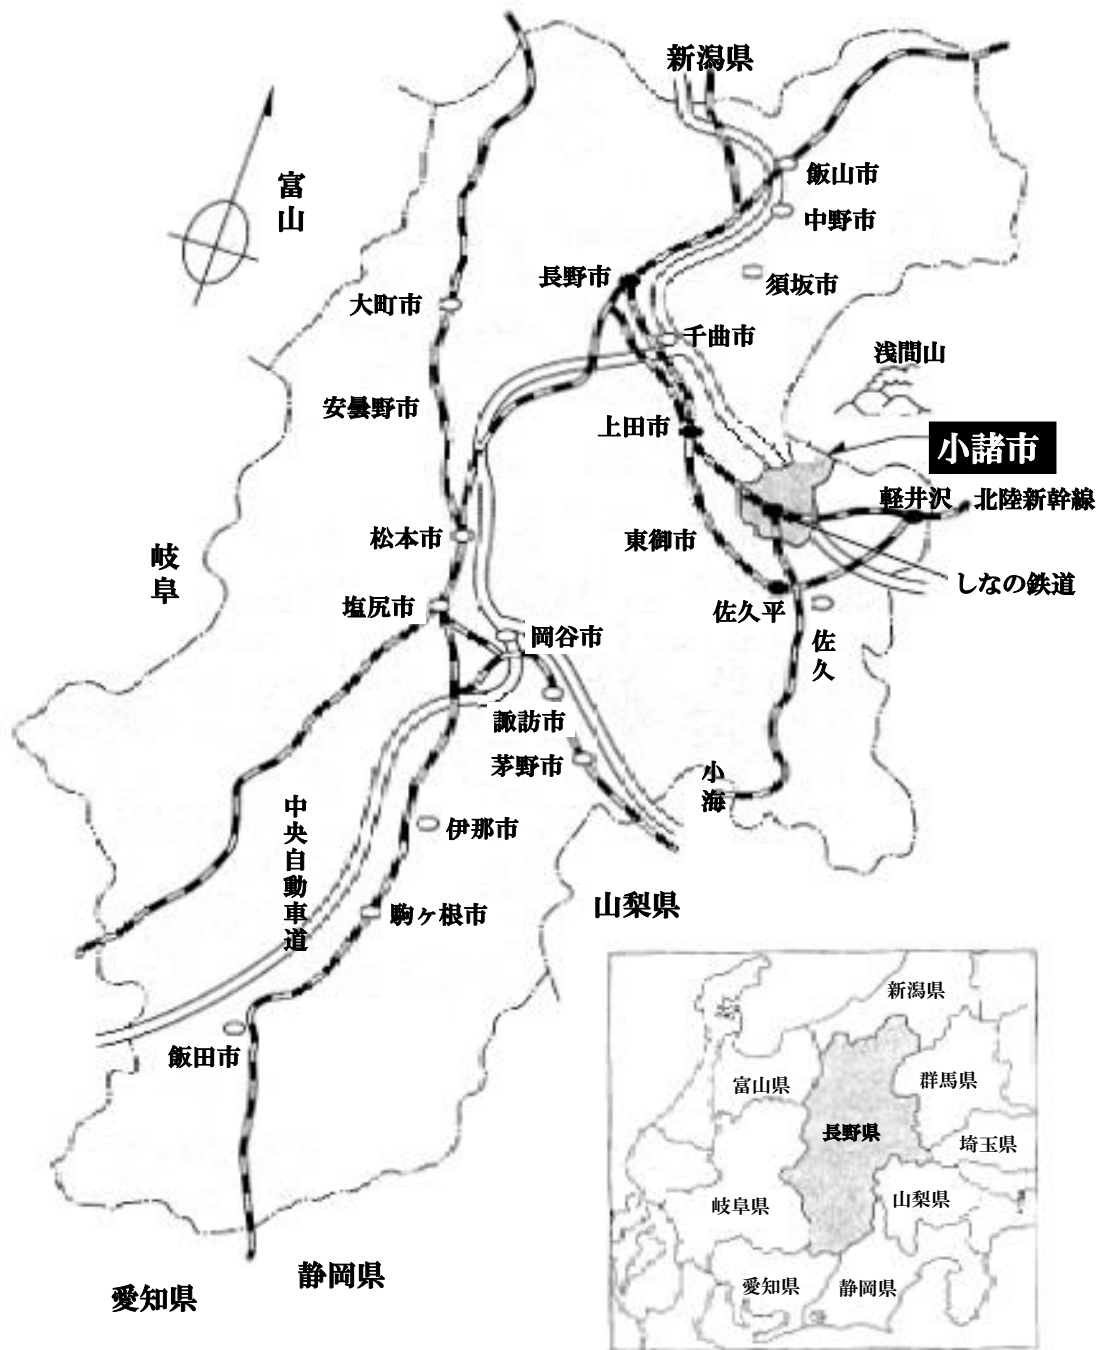 新潟県
富山
飯山市
中野市
長野市
須坂市
大町市
千曲市
浅間山
安曇野市
上田市
小諸市
軽井沢
北陸新幹線
松本市
東御市
岐阜
しなの鉄道
塩尻市
佐久平
岡谷市
佐久
諏訪市
茅野市
小海
中央自動車道
伊那市
駒ヶ根市
山梨県
飯田市
静岡県
愛知県
新潟県
富山県
群馬県
長野県
埼玉県
岐阜県
山梨県
愛知県
静岡県